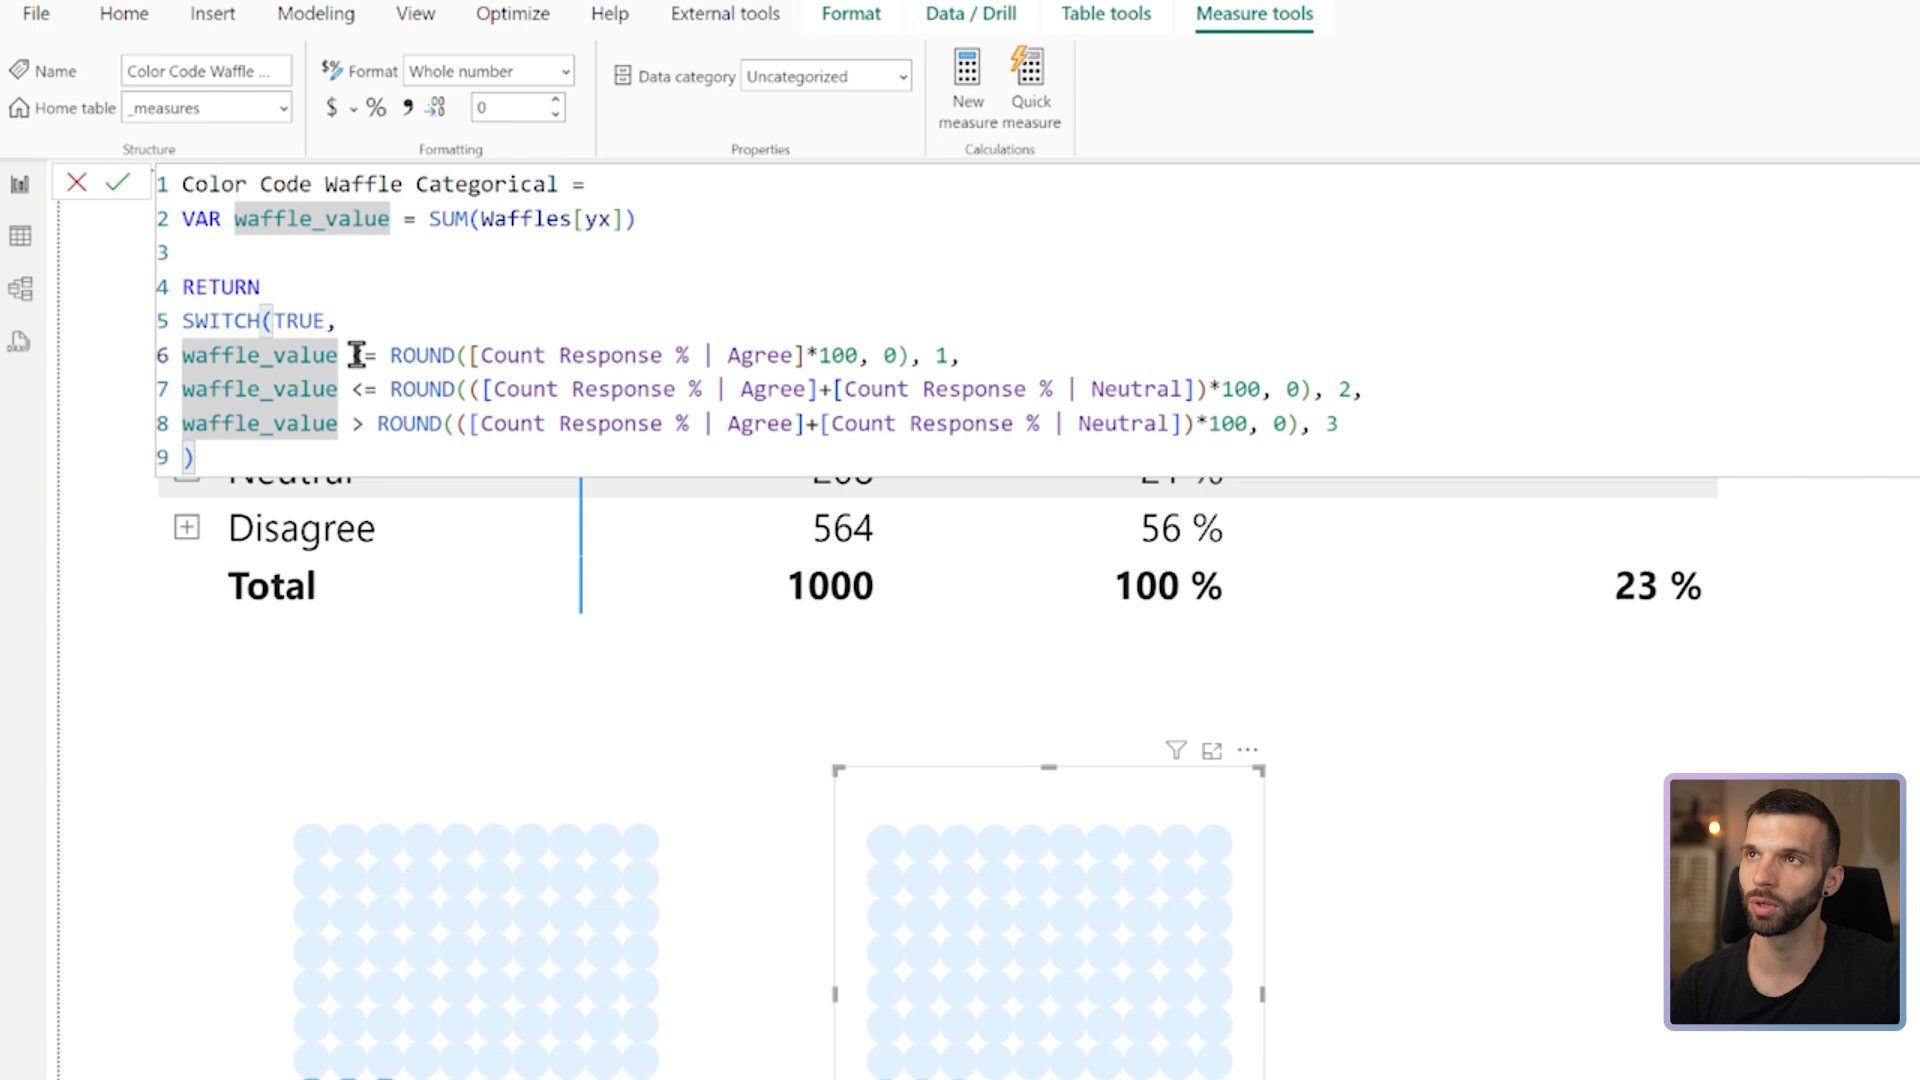 File Home Insert Modeling View Optimize Help External tools Format Data / Drill Table tools Measure tools
Name Color Code Waffle ... $% Format Whole number Data category Uncategorized New measure Quick measure
Home table _measures $ % 0
Structure Formatting Properties Calculations
1 Color Code Waffle Categorical =
2 VAR waffle_value = SUM(Waffles[yx])
3
4 RETURN
5 SWITCH(TRUE,
6 waffle_value <= ROUND([Count Response % | Agree]*100, 0), 1,
7 waffle_value <= ROUND(([Count Response % | Agree]+[Count Response % | Neutral])*100, 0), 2,
8 waffle_value > ROUND(([Count Response % | Agree]+[Count Response % | Neutral])*100, 0), 3
9 )
Neutral
Disagree 564 56 %
Total 1000 100 % 23 %